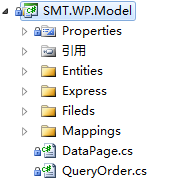 SMT.WP.Model
Properties
引用
Entities
Express
Fileds
Mappings
DataPage.cs
QueryOrder.cs